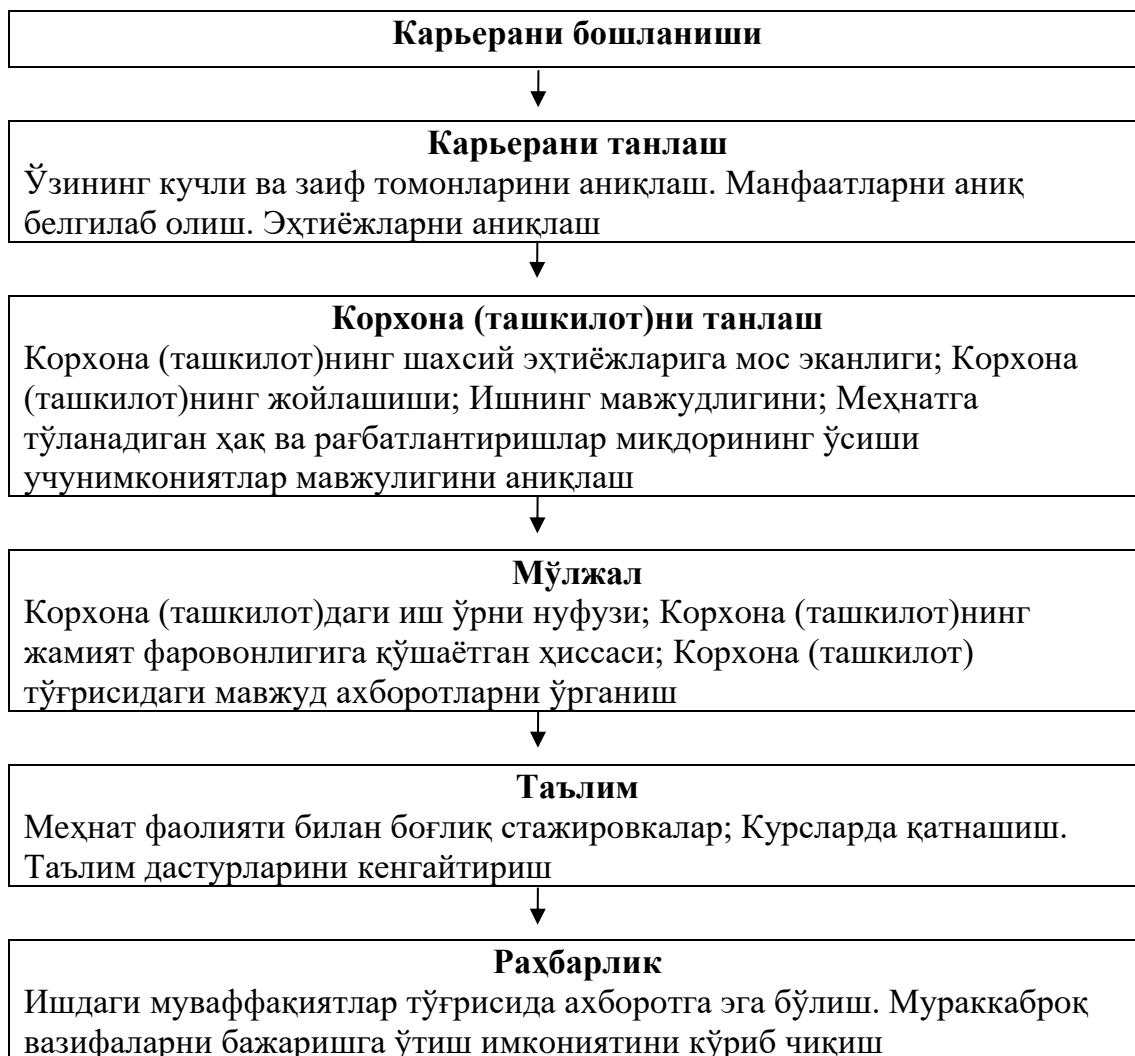 Карьерани бошланиши
Карьерани танлаш
Ўзининг кучли ва заиф томонларини аниқлаш. Манфаатларни аниқ
белгилаб олиш. Эҳтиёжларни аниқлаш
Корхона (ташкилот)ни танлаш
Корхона (ташкилот)нинг шахсий эҳтиёжларига мос эканлиги; Корхона
(ташкилот)нинг жойлашиши; Ишнинг мавжудлигини; Меҳнатга
тўланадиган ҳақ ва рағбатлантиришлар миқдорининг ўсиши
учунимкониятлар мавжулигини аниқлаш
Мўлжал
Корхона (ташкилот)даги иш ўрни нуфузи; Корхона (ташкилот)нинг
жамият фаровонлигига қўшаётган ҳиссаси; Корхона (ташкилот)
тўғрисидаги мавжуд ахборотларни ўрганиш
Таълим
Меҳнат фаолияти билан боғлиқ стажировкалар; Курсларда қатнашиш.
Таълим дастурларини кенгайтириш
Раҳбарлик
Ишдаги муваффақиятлар тўғрисида ахборотга эга бўлиш. Мураккаброқ
вазифаларни бажаришга ўтиш имкониятини кўриб чиқиш